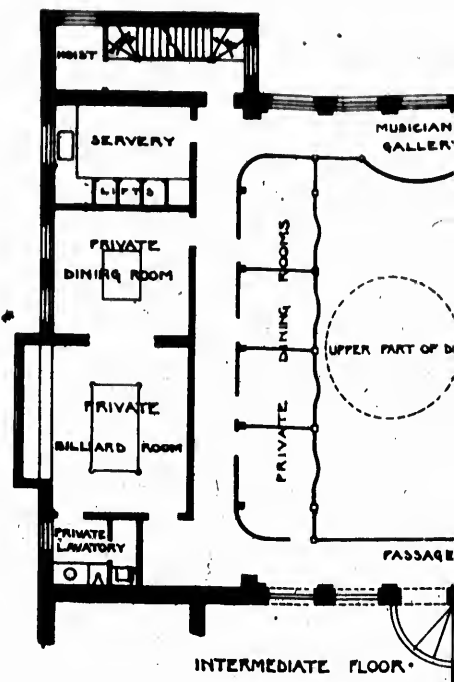 HOIST
MUSICIAN
GALLERY
SERVERY
LIFTS
PRIVATE
DINING ROOM
PRIVATE DINING ROOMS
UPPER PART OF D
PRIVATE
BILLIARD ROOM
PRIVATE
LAVATORY
PASSAGE
INTERMEDIATE FLOOR.